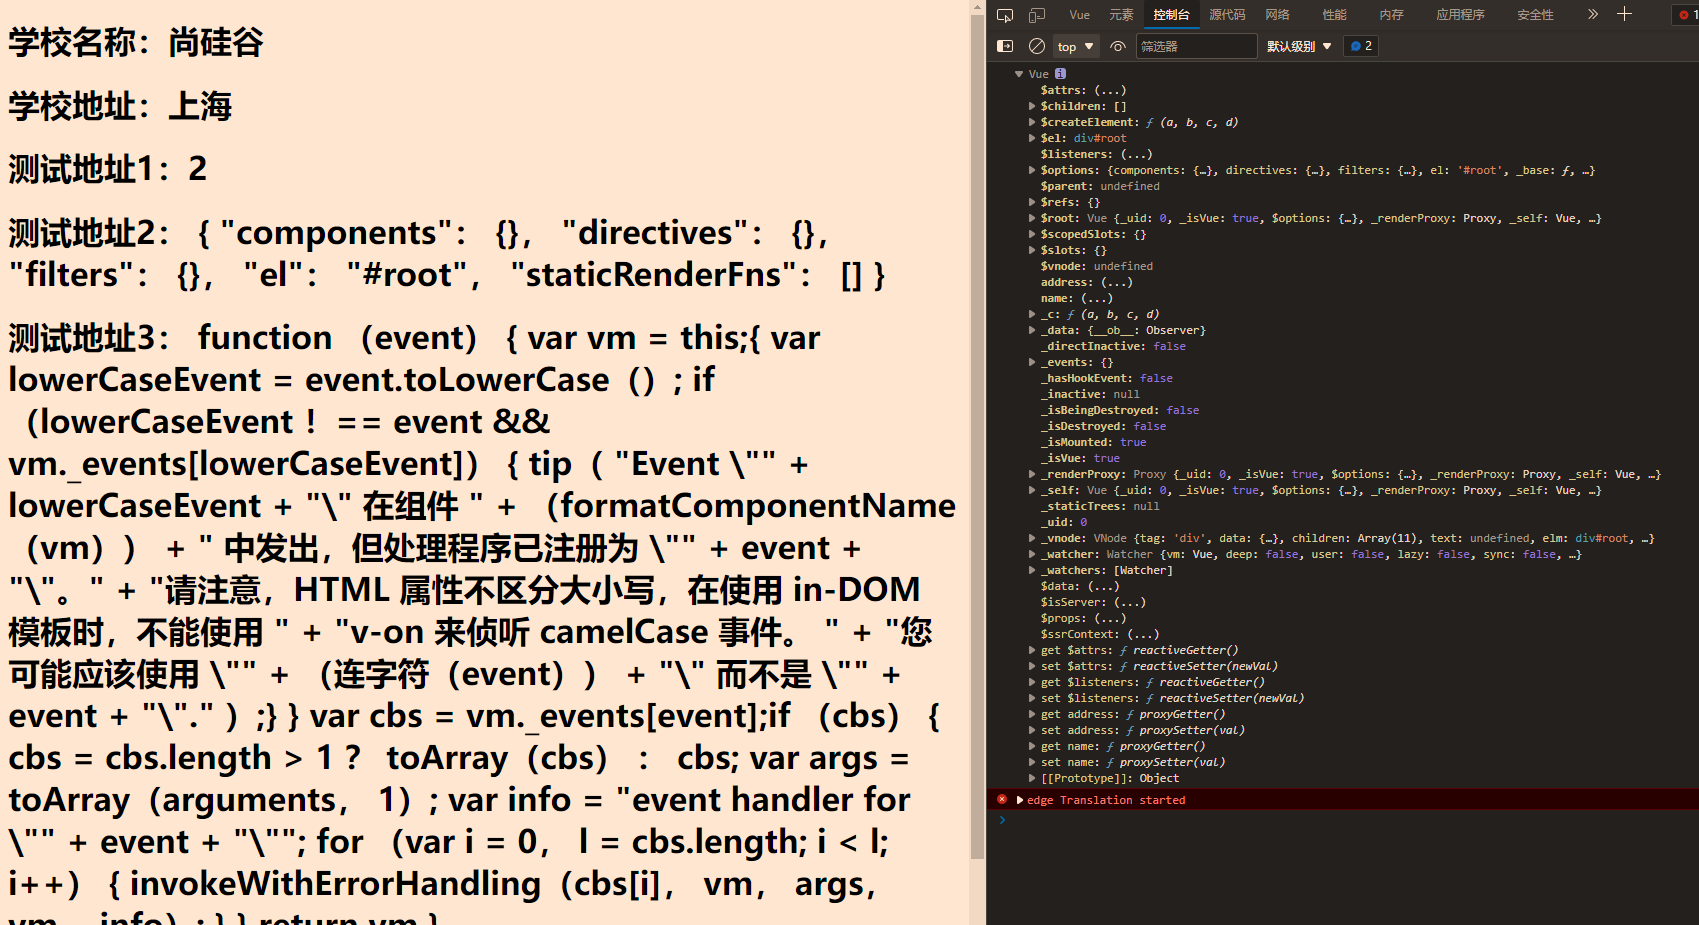 学校名称：尚硅谷
学校地址：上海
测试地址1：2
测试地址2： { "components"： {}， "directives"： {}，
"filters"： {}， "el"： "#root"， "staticRenderFns"： [] }
测试地址3： function （event） { var vm = this;{ var
lowerCaseEvent = event.toLowerCase（）; if
（lowerCaseEvent！== event &&
vm._events[lowerCaseEvent]） { tip（ "Event \"" +
lowerCaseEvent + "\" 在组件 " + （formatComponentName
（vm）） + " 中发出，但处理程序已注册为 \"" + event +
"\"。" + "请注意，HTML 属性不区分大小写，在使用 in-DOM
模板时，不能使用 " + "v-on 来侦听 camelCase 事件。 " + "您
可能应该使用 \"" + （连字符（event）） + "\" 而不是 \"" +
event + "\"." ）;} } var cbs = vm._events[event];if （cbs） {
cbs = cbs.length > 1？ toArray（cbs） ： cbs; var args =
toArray（arguments， 1）; var info = "event handler for
\"" + event + "\""; for （var i = 0， l = cbs.length; i < l;
i++） { invokeWithErrorHandling（cbs[i]， vm， args，
vm， info）; } } return vm }
Vue 元素 控制台 源代码 网络 性能 内存 应用程序 安全性 1
top ▼ 筛选器 默认级别 ▼ 2
▼ Vue i
$attrs: (...)
▶ $children: []
▶ $createElement: ƒ (a, b, c, d)
▶ $el: div#root
$listeners: (...)
▶ $options: {components: {…}, directives: {…}, filters: {…}, el: '#root', _base: ƒ, …}
$parent: undefined
▶ $refs: {}
▶ $root: Vue {_uid: 0, _isVue: true, $options: {…}, _renderProxy: Proxy, _self: Vue, …}
▶ $scopedSlots: {}
▶ $slots: {}
$vnode: undefined
address: (...)
name: (...)
▶ _c: ƒ (a, b, c, d)
▶ _data: {__ob__: Observer}
_directInactive: false
▶ _events: {}
_hasHookEvent: false
_inactive: null
_isBeingDestroyed: false
_isDestroyed: false
_isMounted: true
_isVue: true
▶ _renderProxy: Proxy {_uid: 0, _isVue: true, $options: {…}, _renderProxy: Proxy, _self: Vue, …}
▶ _self: Vue {_uid: 0, _isVue: true, $options: {…}, _renderProxy: Proxy, _self: Vue, …}
_staticTrees: null
_uid: 0
▶ _vnode: VNode {tag: 'div', data: {…}, children: Array(11), text: undefined, elm: div#root, …}
▶ _watcher: Watcher {vm: Vue, deep: false, user: false, lazy: false, sync: false, …}
▶ _watchers: [Watcher]
$data: (...)
$isServer: (...)
$props: (...)
$ssrContext: (...)
▶ get $attrs: ƒ reactiveGetter()
▶ set $attrs: ƒ reactiveSetter(newVal)
▶ get $listeners: ƒ reactiveGetter()
▶ set $listeners: ƒ reactiveSetter(newVal)
▶ get address: ƒ proxyGetter()
▶ set address: ƒ proxySetter(val)
▶ get name: ƒ proxyGetter()
▶ set name: ƒ proxySetter(val)
▶ [[Prototype]]: Object
▶ edge Translation started